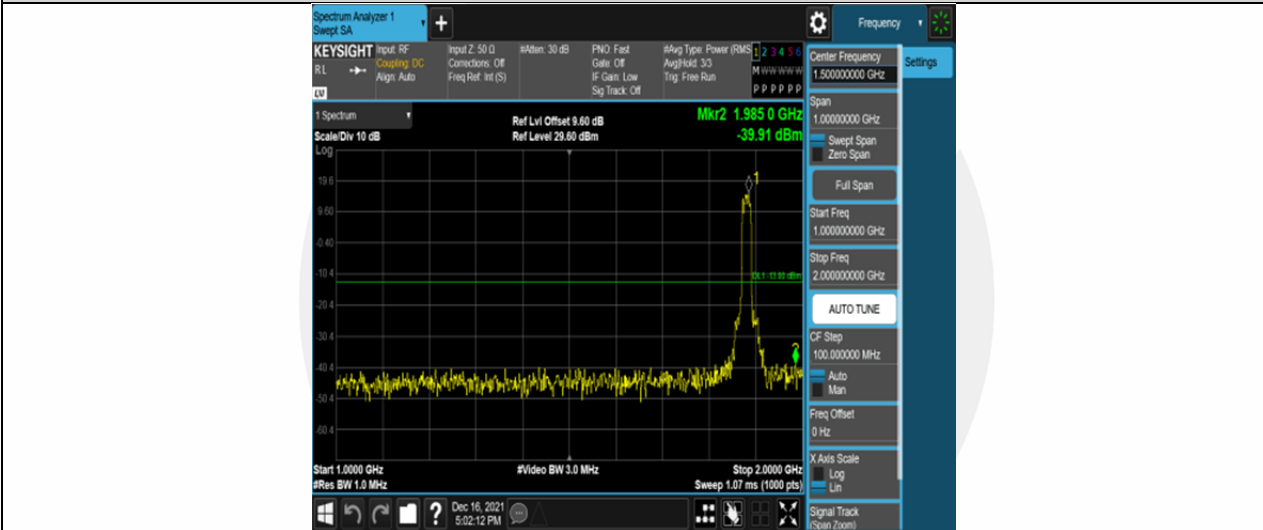 Spectrum Analyzer 1
Swept SA
+
Frequency
KEYSIGHT
RL
LV
Input: RF
Coupling: DC
Align: Auto
Input Z: 50 Ω
Corrections: Off
Freq Ref: Int (S)
#Atten: 30 dB
PNO: Fast
Gate: Off
IF Gain: Low
Sig Track: Off
#Avg Type: Power (RMS
Avg|Hold: 3/3
Trig: Free Run
1 2 3 4 5 6
M W W W W W
P P P P P P
1 Spectrum
Scale/Div 10 dB
Log
Ref Lvl Offset 9.60 dB
Ref Level 29.60 dBm
Mkr2 1.985 0 GHz
-39.91 dBm
19.6
9.60
-0.40
-10.4
-20.4
-30.4
-40.4
-50.4
-60.4
1
DL1 -13.00 dBm
2
Start 1.0000 GHz
#Res BW 1.0 MHz
#Video BW 3.0 MHz
Stop 2.0000 GHz
Sweep 1.07 ms (1000 pts)
?
Dec 16, 2021
5:02:12 PM
Center Frequency
1.500000000 GHz
Span
1.00000000 GHz
Swept Span
Zero Span
Full Span
Start Freq
1.000000000 GHz
Stop Freq
2.000000000 GHz
AUTO TUNE
CF Step
100.000000 MHz
Auto
Man
Freq Offset
0 Hz
X Axis Scale
Log
Lin
Signal Track
(Span Zoom)
Settings